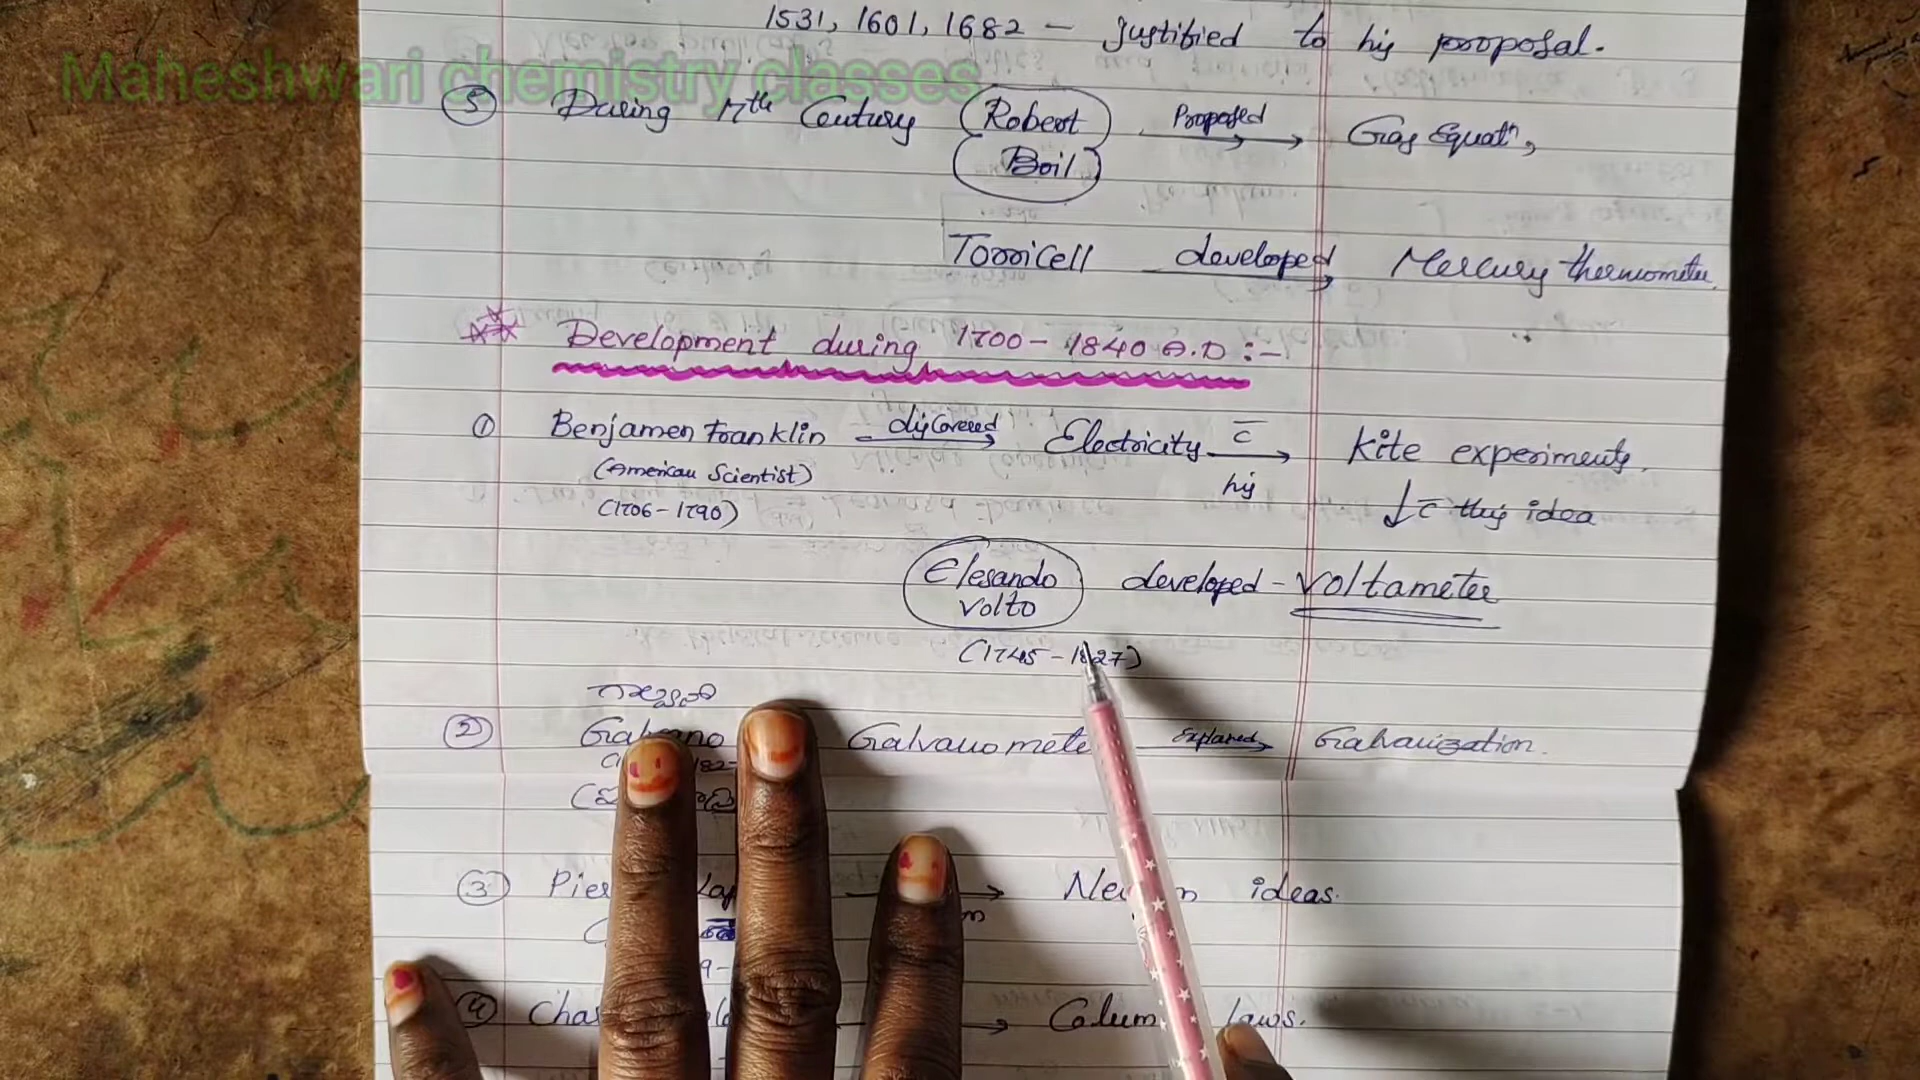 1531, 1601, 1682 – Justified to his proposal.
Maheshwari chemistry classes
5 During 17th Century Robert Boil Proposed Gas Equatn,
Torricell developed Mercury thermometer.
Development during 1700 - 1840 A.D :-
1 Benjamen Franklin discovered Electricity c̄ his Kite experiments.
(American Scientist) ↓ c̄ this idea
(1706 - 1790)
Elesando Volto developed - Voltameter
(1745 - 1827)
2 Galvano Galvanomete Explaned Galvanization.
3 Pier Ne n ideas.
4 Cha Colum Laws.